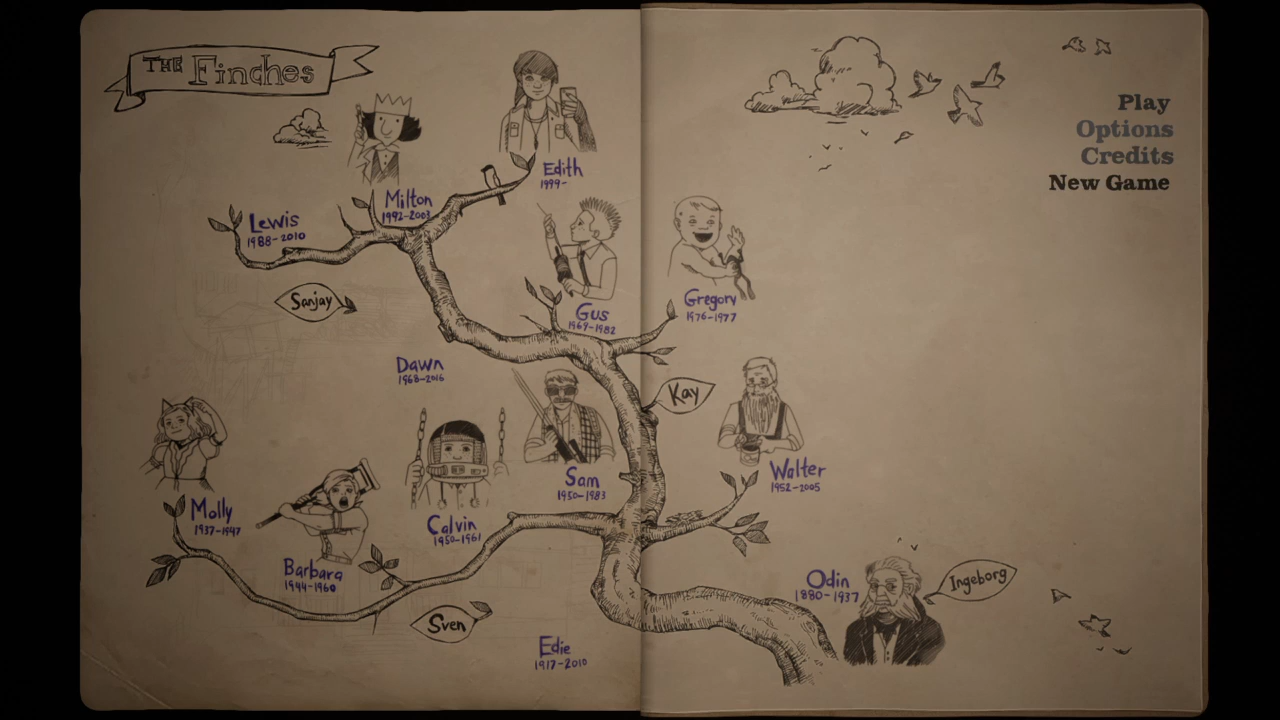 THE Finches
Edith
1999-
Milton
1992-2003
Lewis
1988-2010
Sanjay
Gus
1969-1982
Gregory
1976-1977
Dawn
1968-2016
Kay
Sam
1950-1983
Walter
1952-2005
Calvin
1950-1961
Molly
1937-1947
Barbara
1944-1960
Sven
Edie
1917-2010
Odin
1880-1937
Ingeborg
Play
Options
Credits
New Game